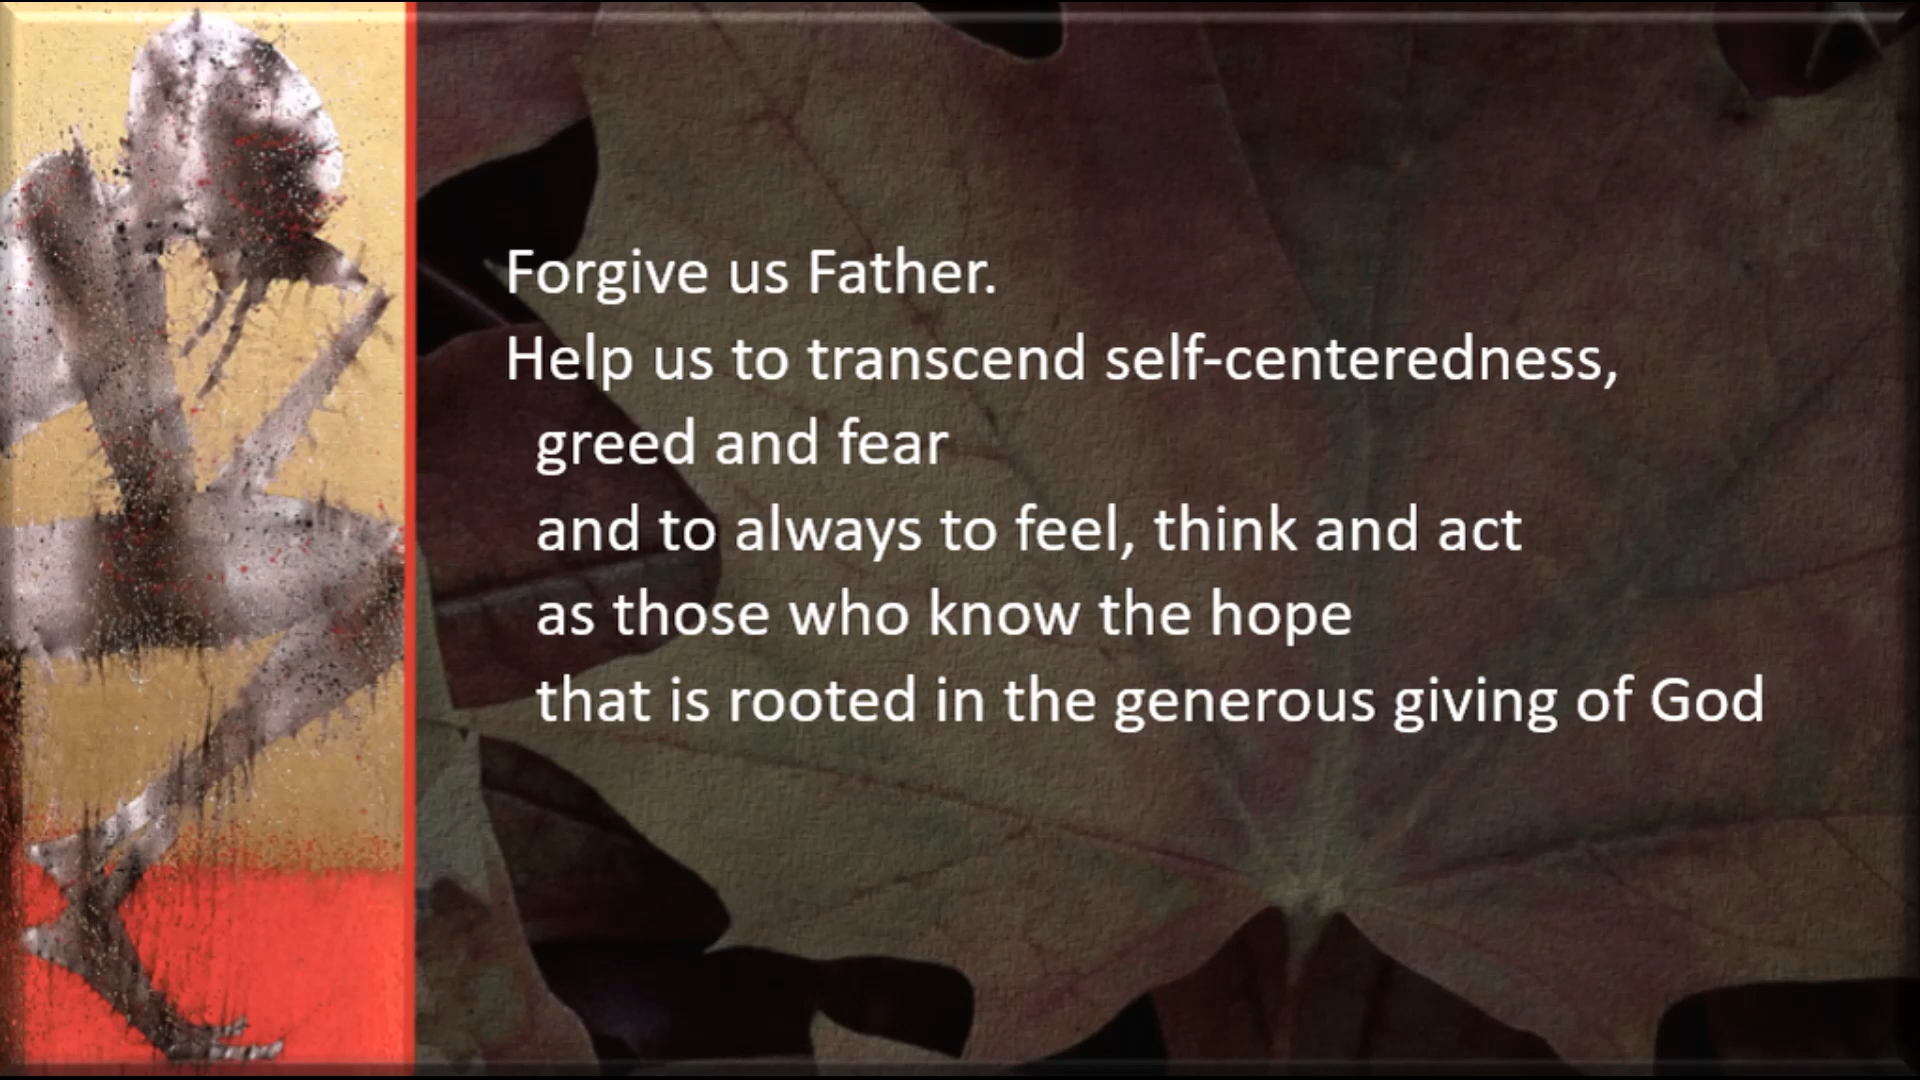 Forgive us Father.
Help us to transcend self-centeredness,
greed and fear
and to always to feel, think and act
as those who know the hope
that is rooted in the generous giving of God